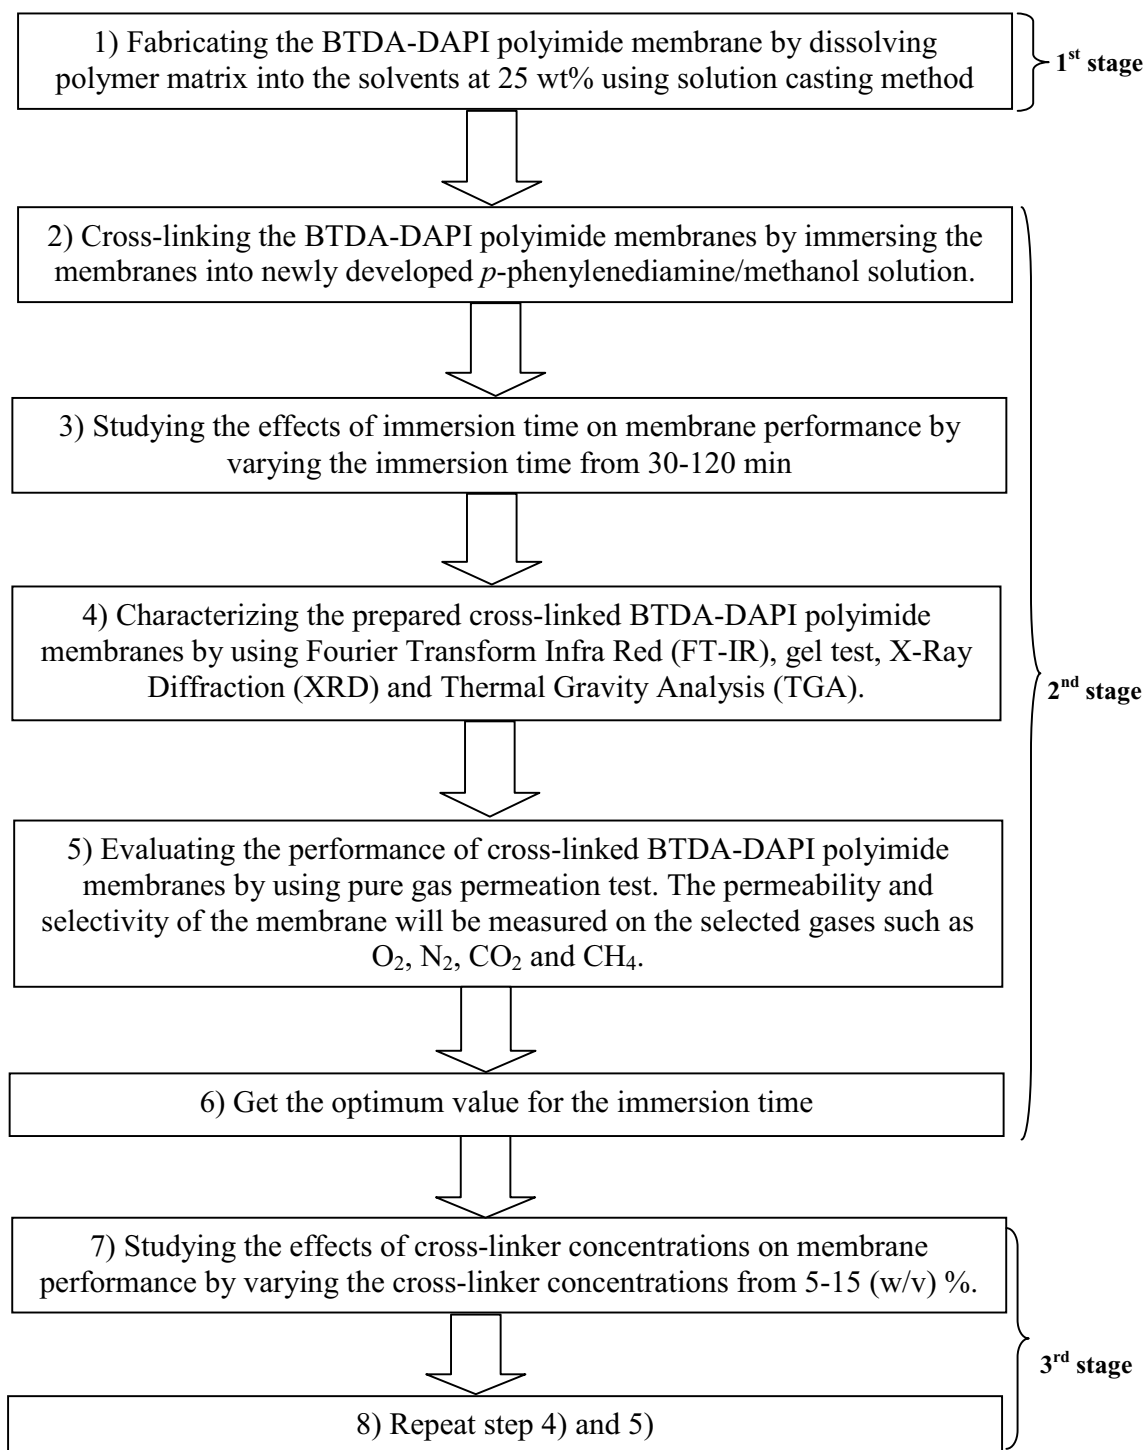 1) Fabricating the BTDA-DAPI polyimide membrane by dissolving
polymer matrix into the solvents at 25 wt% using solution casting method
1st stage
2) Cross-linking the BTDA-DAPI polyimide membranes by immersing the
membranes into newly developed p-phenylenediamine/methanol solution.
3) Studying the effects of immersion time on membrane performance by
varying the immersion time from 30-120 min
4) Characterizing the prepared cross-linked BTDA-DAPI polyimide
membranes by using Fourier Transform Infra Red (FT-IR), gel test, X-Ray
Diffraction (XRD) and Thermal Gravity Analysis (TGA).
2nd stage
5) Evaluating the performance of cross-linked BTDA-DAPI polyimide
membranes by using pure gas permeation test. The permeability and
selectivity of the membrane will be measured on the selected gases such as
O2, N2, CO2 and CH4.
6) Get the optimum value for the immersion time
7) Studying the effects of cross-linker concentrations on membrane
performance by varying the cross-linker concentrations from 5-15 (w/v) %.
3rd stage
8) Repeat step 4) and 5)